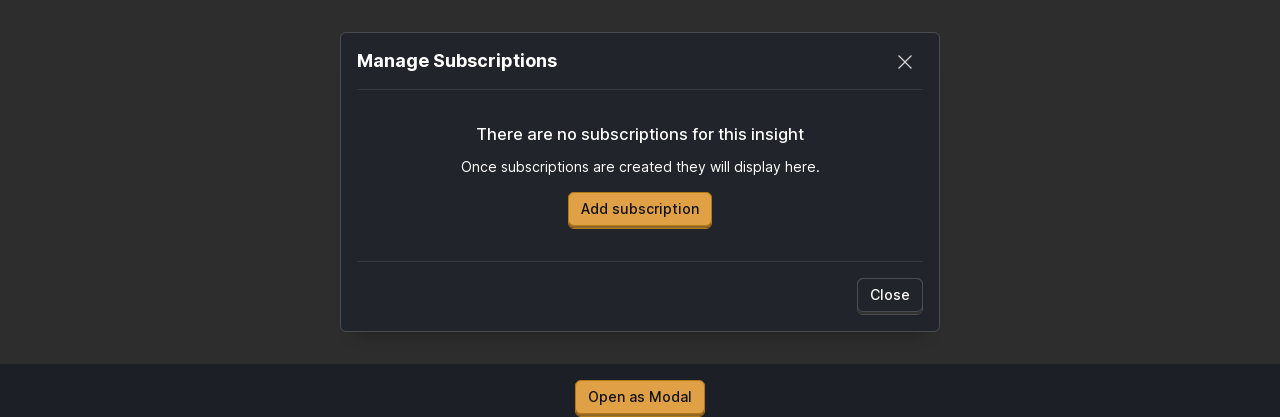 Manage Subscriptions
There are no subscriptions for this insight
Once subscriptions are created they will display here.
Add subscription
Close
Open as Modal